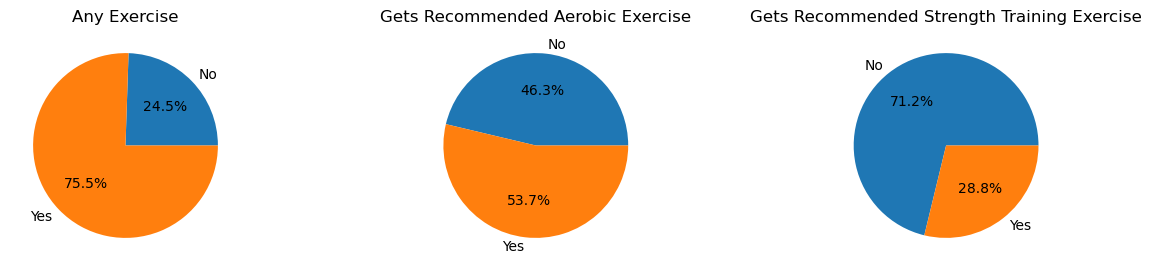 Any Exercise
No
24.5%
75.5%
Yes
Gets Recommended Aerobic Exercise
No
46.3%
53.7%
Yes
Gets Recommended Strength Training Exercise
No
71.2%
28.8%
Yes